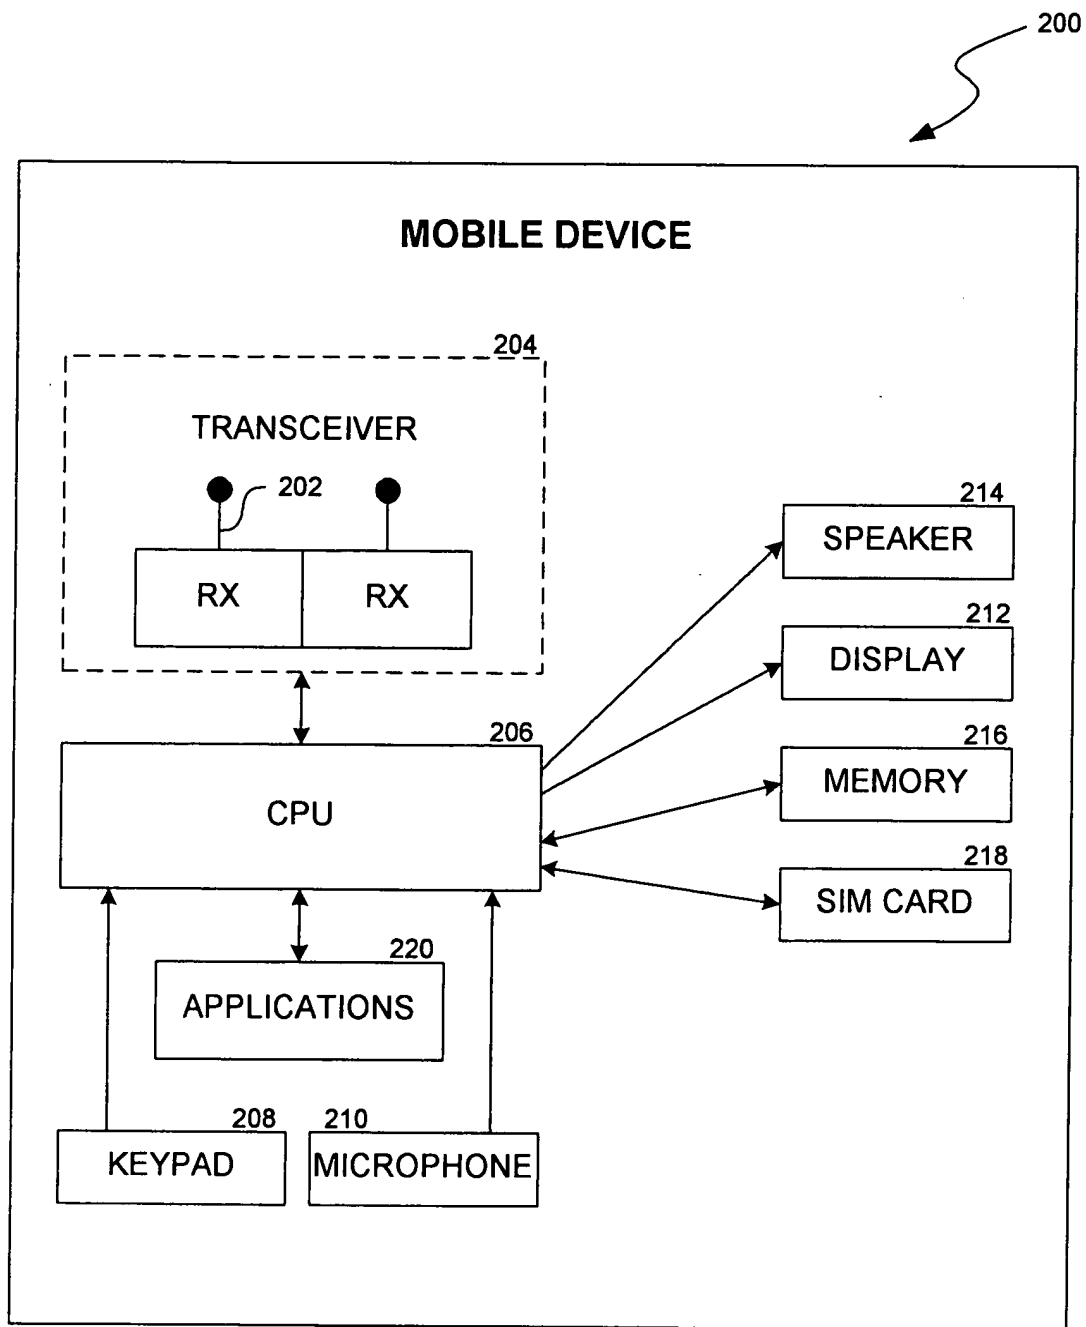 200
MOBILE DEVICE
204
TRANSCEIVER
202
RX RX
214
SPEAKER
212
DISPLAY
206
CPU
216
MEMORY
218
SIM CARD
220
APPLICATIONS
208
KEYPAD
210
MICROPHONE